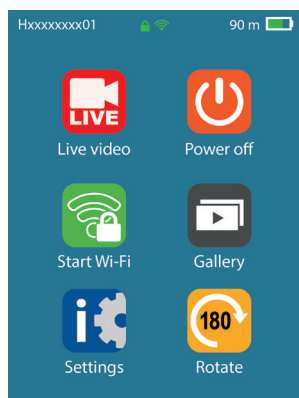 Hxxxxxxxx01 90 m
LIVE
Live video Power off
Start Wi-Fi Gallery
i 180
Settings Rotate